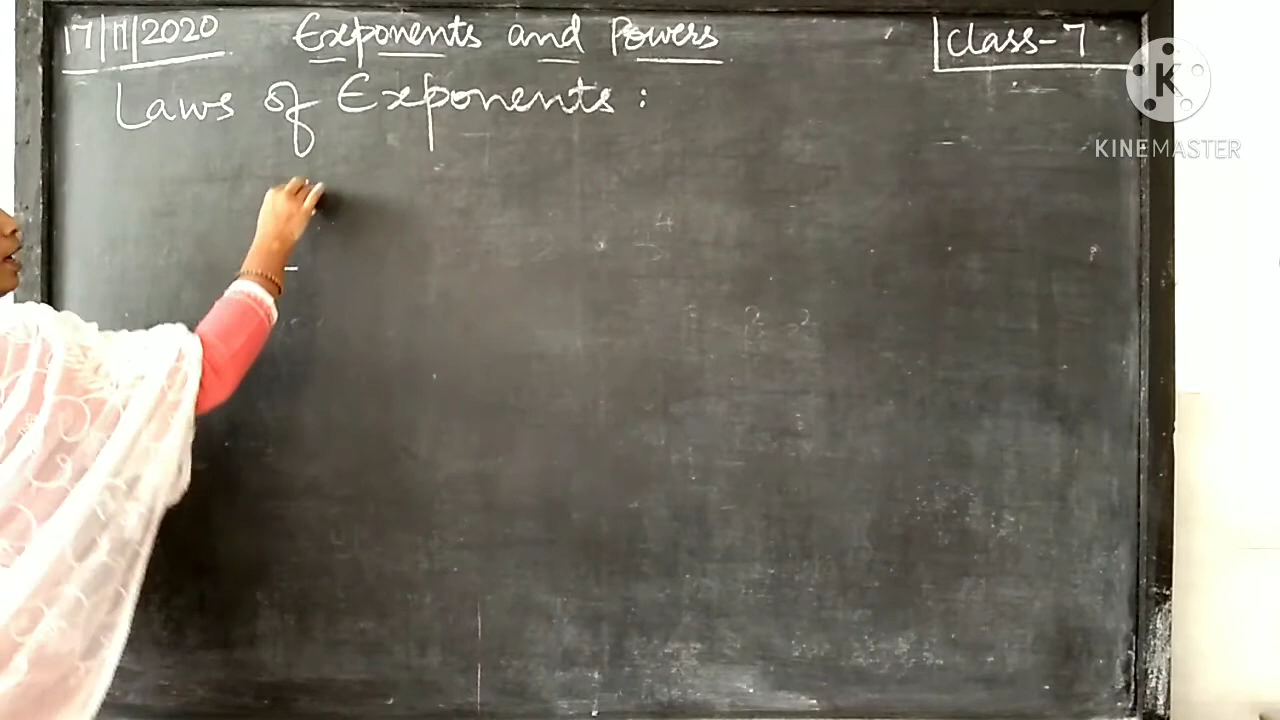 17/11/2020 Exponents and Powers Class-7
Laws of Exponents :
K
KINEMASTER